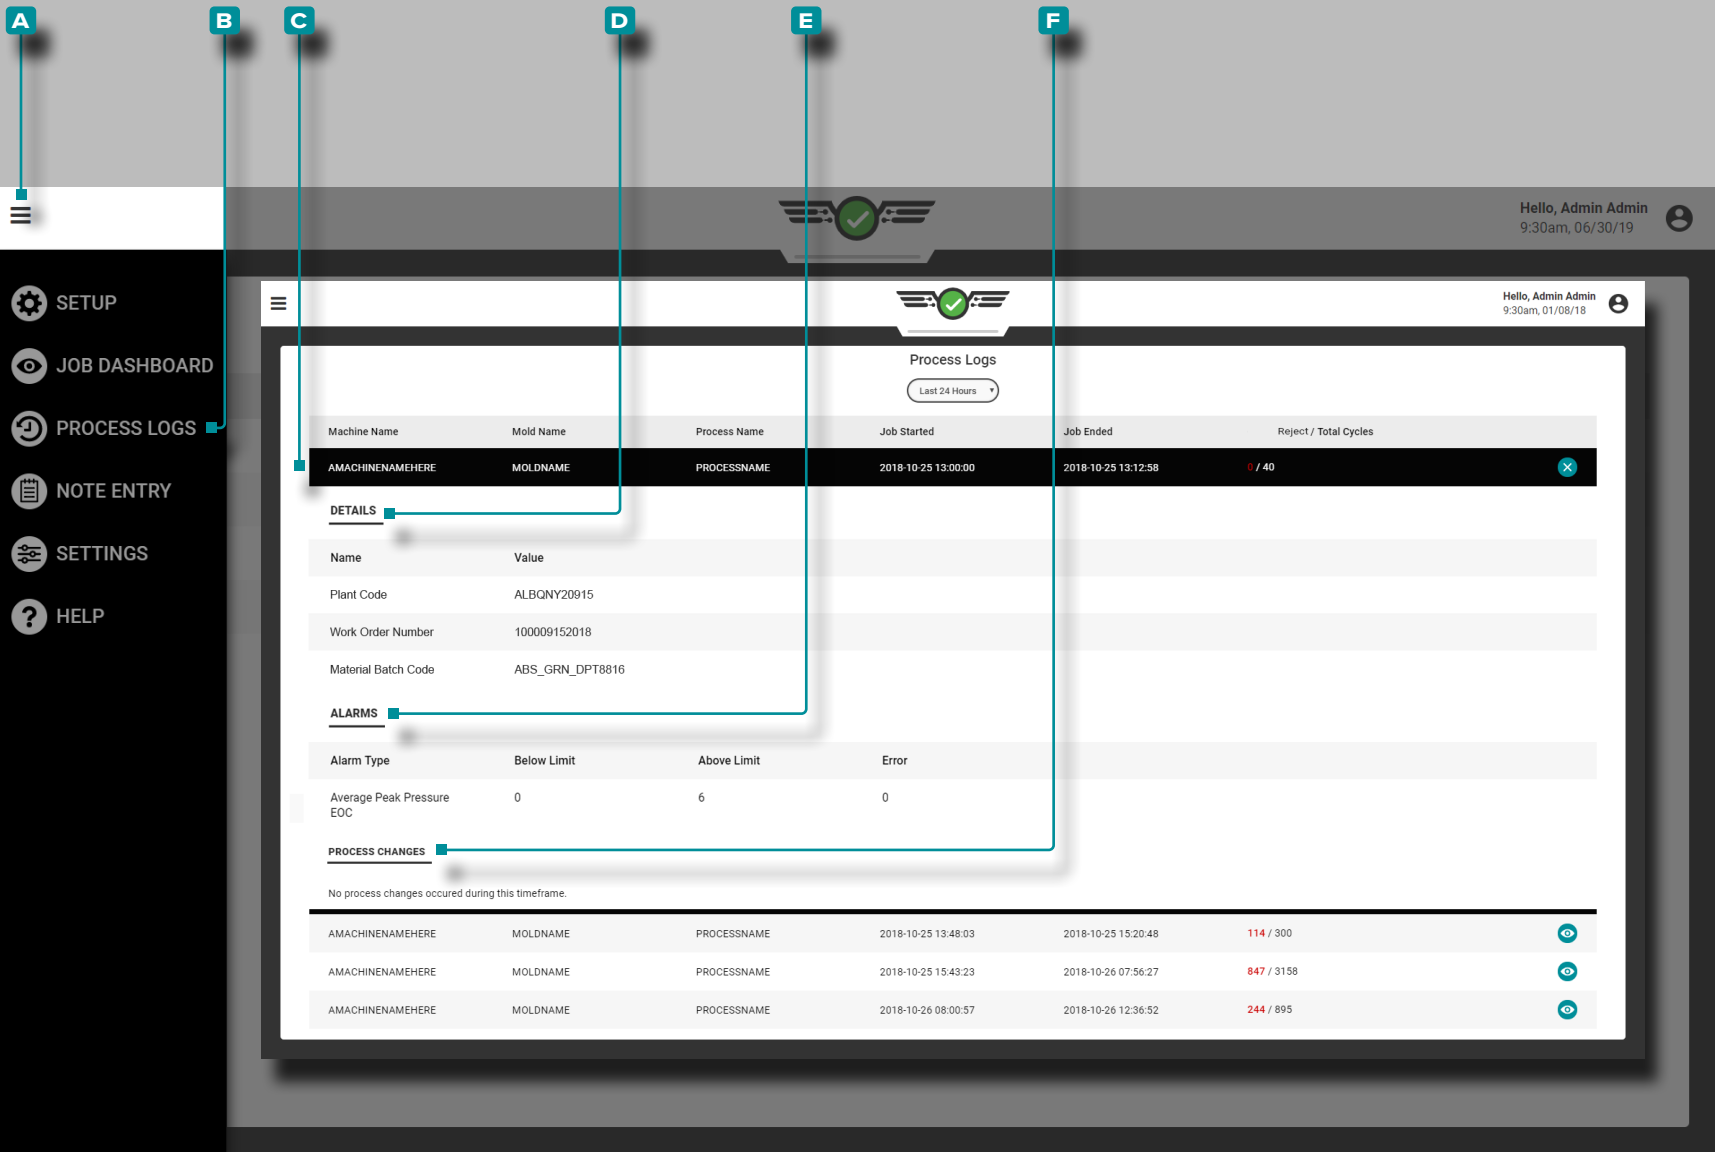 A B C D E F
Hello, Admin Admin
9:30am, 06/30/19
SETUP
JOB DASHBOARD
PROCESS LOGS
NOTE ENTRY
SETTINGS
HELP
Hello, Admin Admin
9:30am, 01/08/18
Process Logs
Last 24 Hours
Machine Name Mold Name Process Name Job Started Job Ended Reject / Total Cycles
AMACHINENAMEHERE MOLDNAME PROCESSNAME 2018-10-25 13:00:00 2018-10-25 13:12:58 0 / 40
DETAILS
Name Value
Plant Code ALBQNY20915
Work Order Number 100009152018
Material Batch Code ABS_GRN_DPT8816
ALARMS
Alarm Type Below Limit Above Limit Error
Average Peak Pressure 0 6 0
EOC
PROCESS CHANGES
No process changes occured during this timeframe.
AMACHINENAMEHERE MOLDNAME PROCESSNAME 2018-10-25 13:48:03 2018-10-25 15:20:48 114 / 300
AMACHINENAMEHERE MOLDNAME PROCESSNAME 2018-10-25 15:43:23 2018-10-26 07:56:27 847 / 3158
AMACHINENAMEHERE MOLDNAME PROCESSNAME 2018-10-26 08:00:57 2018-10-26 12:36:52 244 / 895